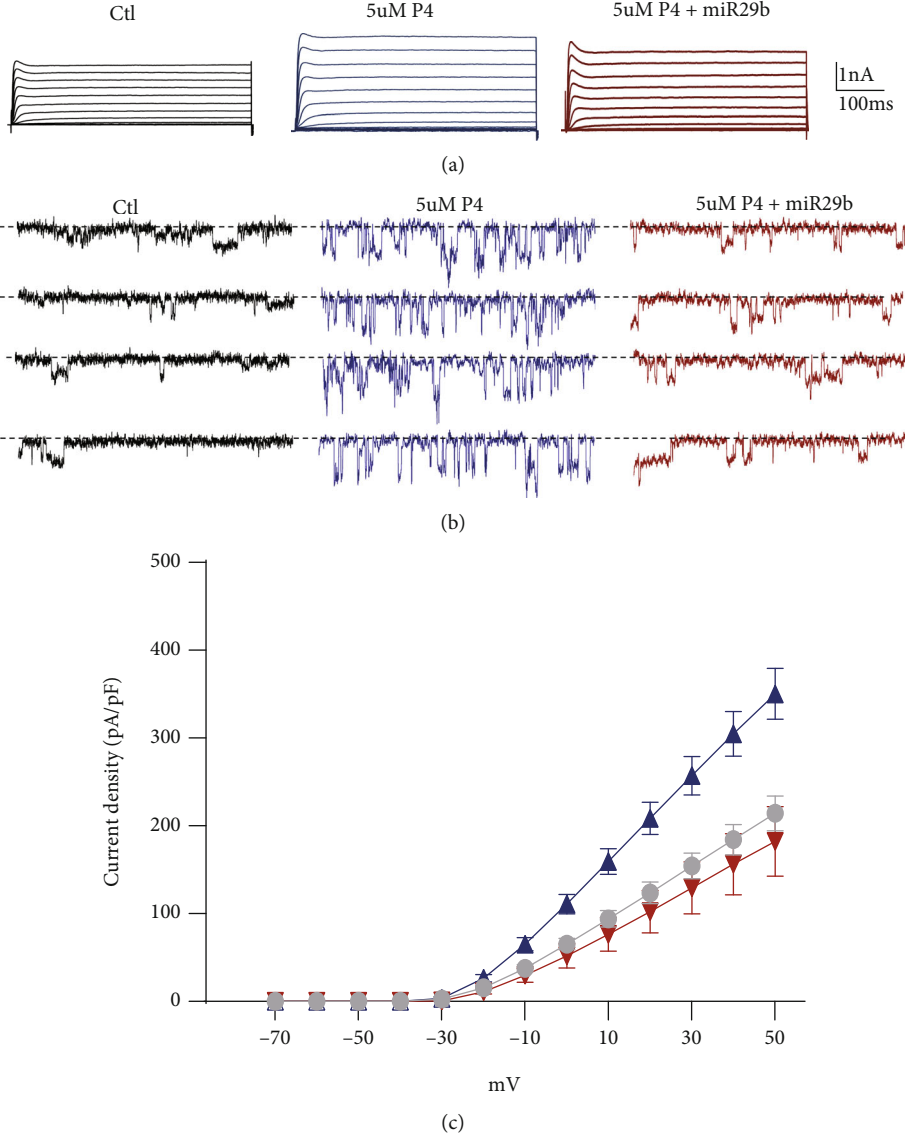 Ctl
5uM P4
5uM P4 + miR29b
1nA
100ms
(a)
Ctl
5uM P4
5uM P4 + miR29b
(b)
500
400
300
200
100
0
Current density (pA/pF)
–70
–50
–30
–10
10
30
50
mV
(c)